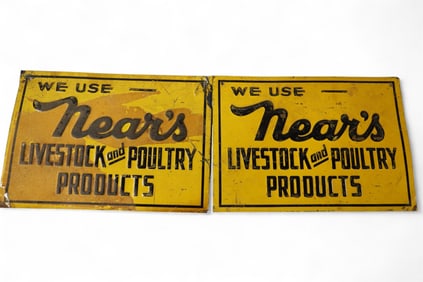 WE USE —
Near's
LIVESTOCK and POULTRY
PRODUCTS
WE USE —
Near's
LIVESTOCK and POULTRY
PRODUCTS